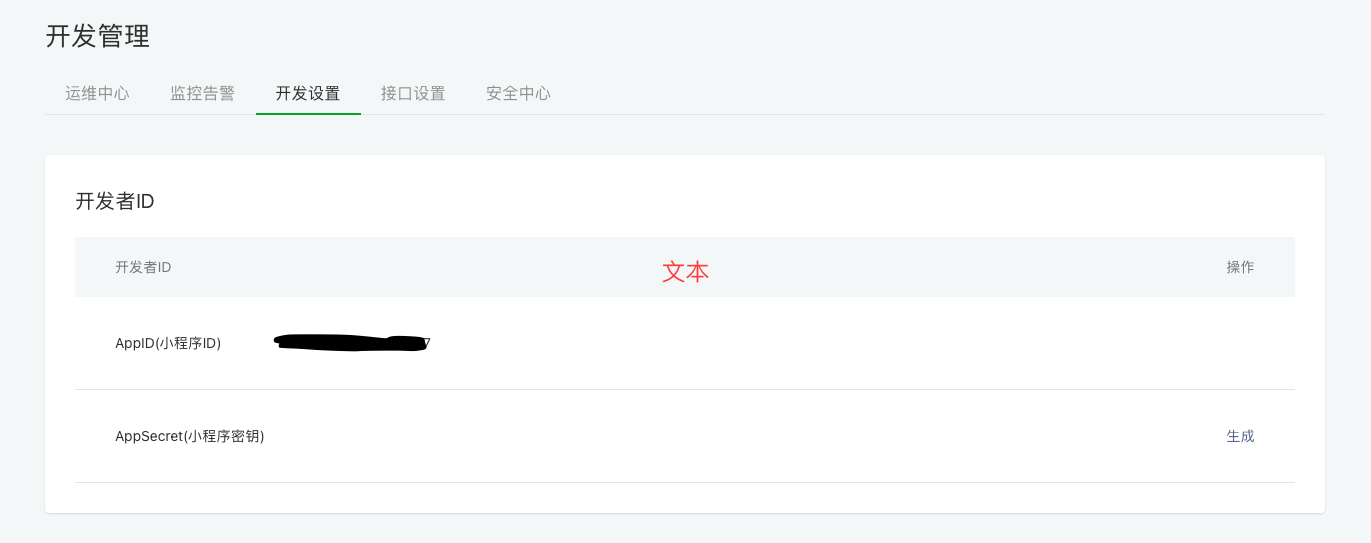 开发管理
运维中心 监控告警 开发设置 接口设置 安全中心
开发者ID
开发者ID 文本 操作
AppID(小程序ID)
AppSecret(小程序密钥) 生成